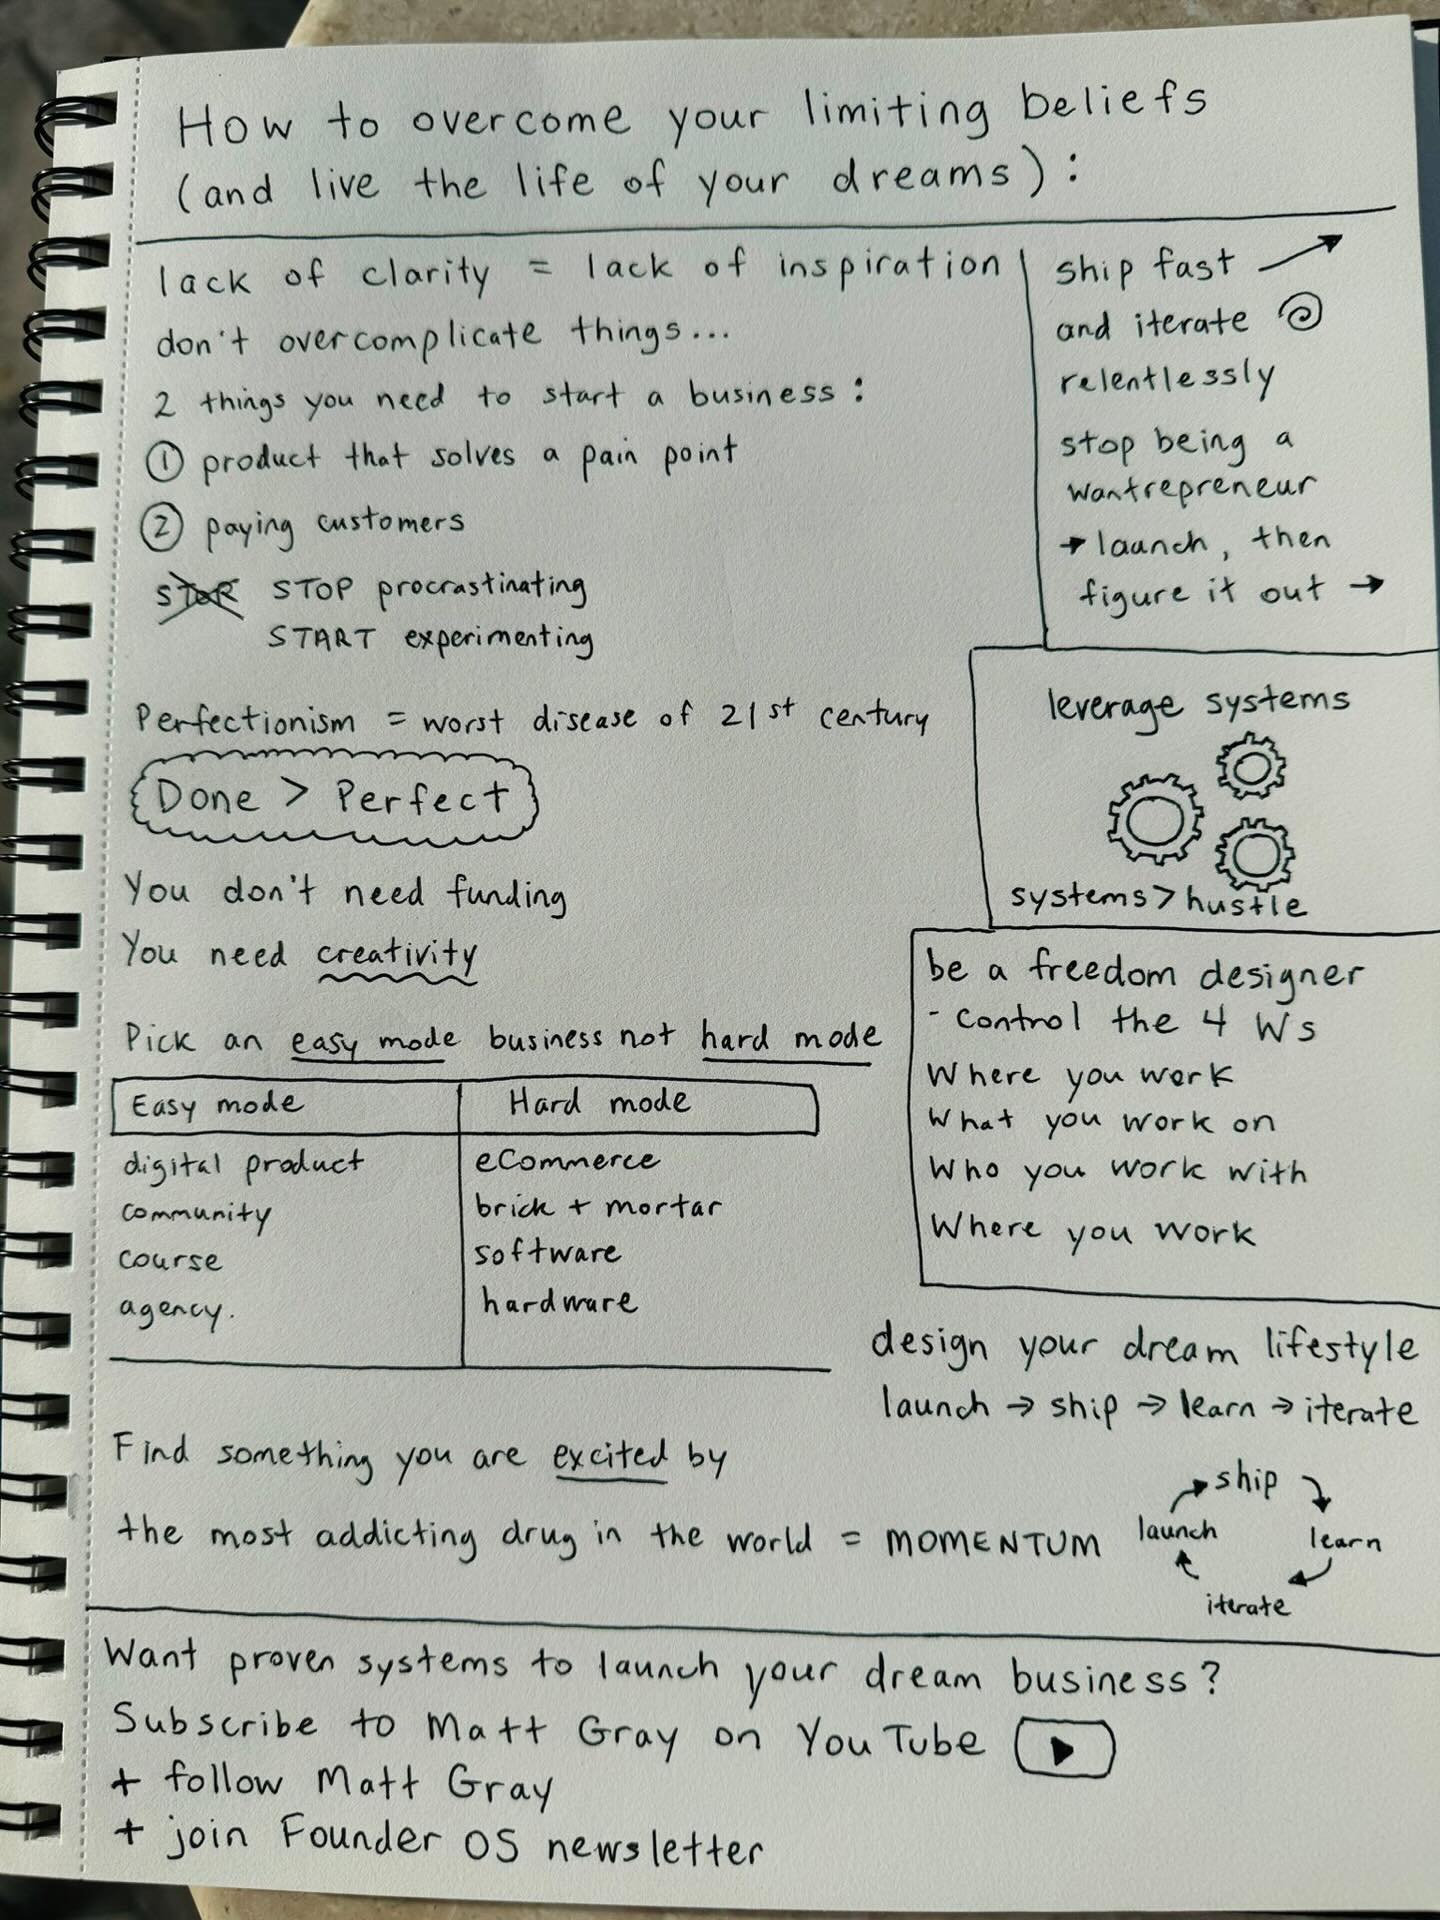 How to overcome your limiting beliefs
(and live the life of your dreams):
lack of clarity = lack of inspiration
don't overcomplicate things...
2 things you need to start a business:
① product that solves a pain point
② paying customers
STOP STOP procrastinating
START experimenting
Perfectionism = worst disease of 21st century
Done > Perfect
You don't need funding
You need creativity
Pick an easy mode business not hard mode
Easy mode Hard mode
digital product eCommerce
community brick + mortar
course software
agency. hardware
Find something you are excited by
the most addicting drug in the world = MOMENTUM
ship fast →
and iterate
relentlessly
stop being a
wantrepreneur
→ launch, then
figure it out →
leverage systems
systems > hustle
be a freedom designer
- control the 4 Ws
Where you work
What you work on
Who you work with
Where you work
design your dream lifestyle
launch → ship → learn → iterate
ship
launch
learn
iterate
Want proven systems to launch your dream business?
Subscribe to Matt Gray on YouTube
+ follow Matt Gray
+ join Founder OS newsletter